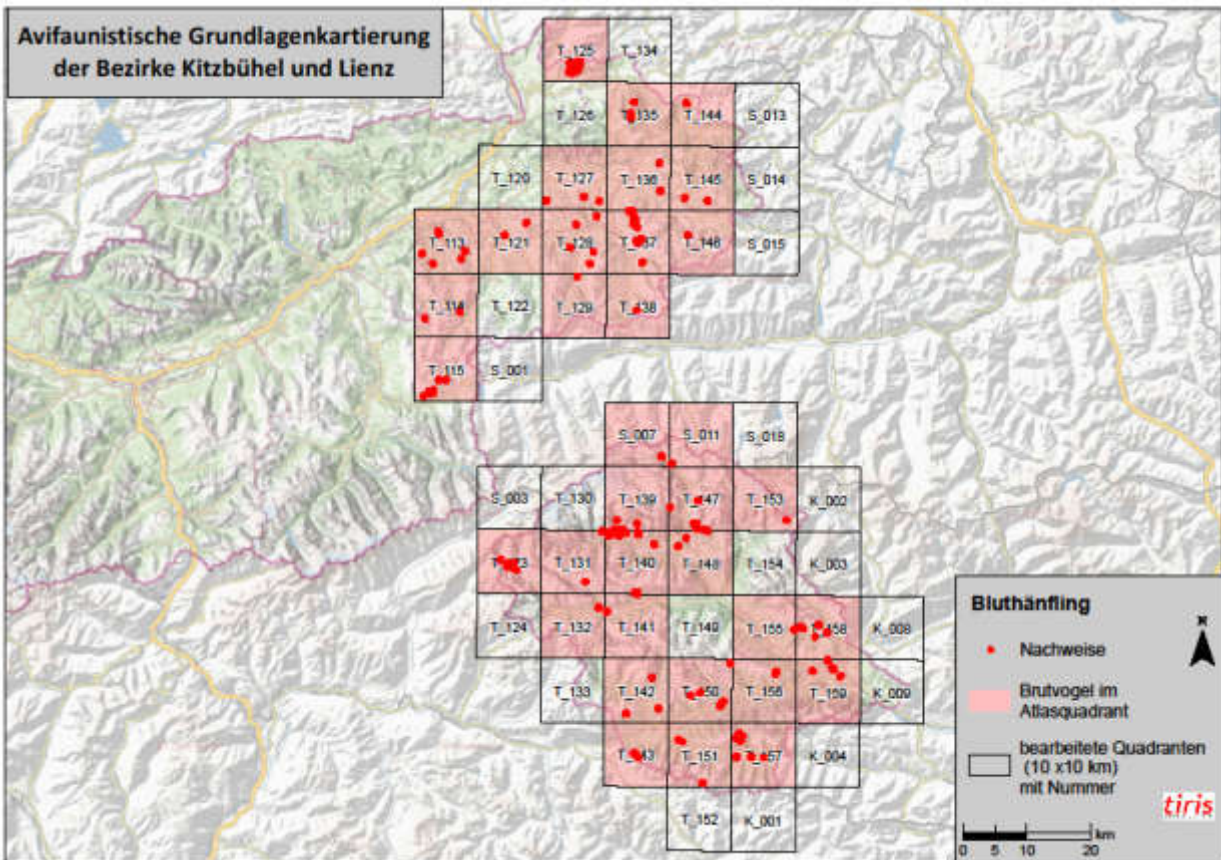 Avifaunistische Grundlagenkartierung
der Bezirke Kitzbühel und Lienz
T_125 T_134
T_126 T_135 T_144 S_013
T_120 T_127 T_136 T_145 S_014
T_113 T_121 T_128 T_137 T_146 S_015
T_114 T_122 T_129 T_138
T_115 S_001
S_007 S_011 S_018
S_003 T_130 T_139 T_147 T_153 K_002
T_131 T_140 T_148 T_154 K_003
T_124 T_132 T_141 T_149 T_155 T_158 K_008
T_133 T_142 T_150 T_156 T_159 K_009
T_143 T_151 T_157 K_004
T_152 K_001
Bluthänfling
N
Nachweise
Brutvogel im
Atlasquadrant
bearbeitete Quadranten
(10 x10 km)
mit Nummer
tiris
km
0 5 10 20